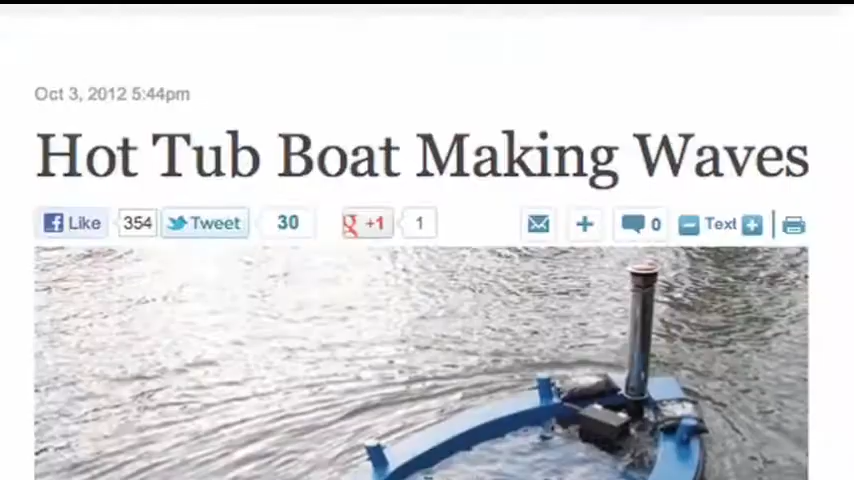 Oct 3, 2012 5:44pm
Hot Tub Boat Making Waves
Like 354 Tweet 30 +1 1 0 Text